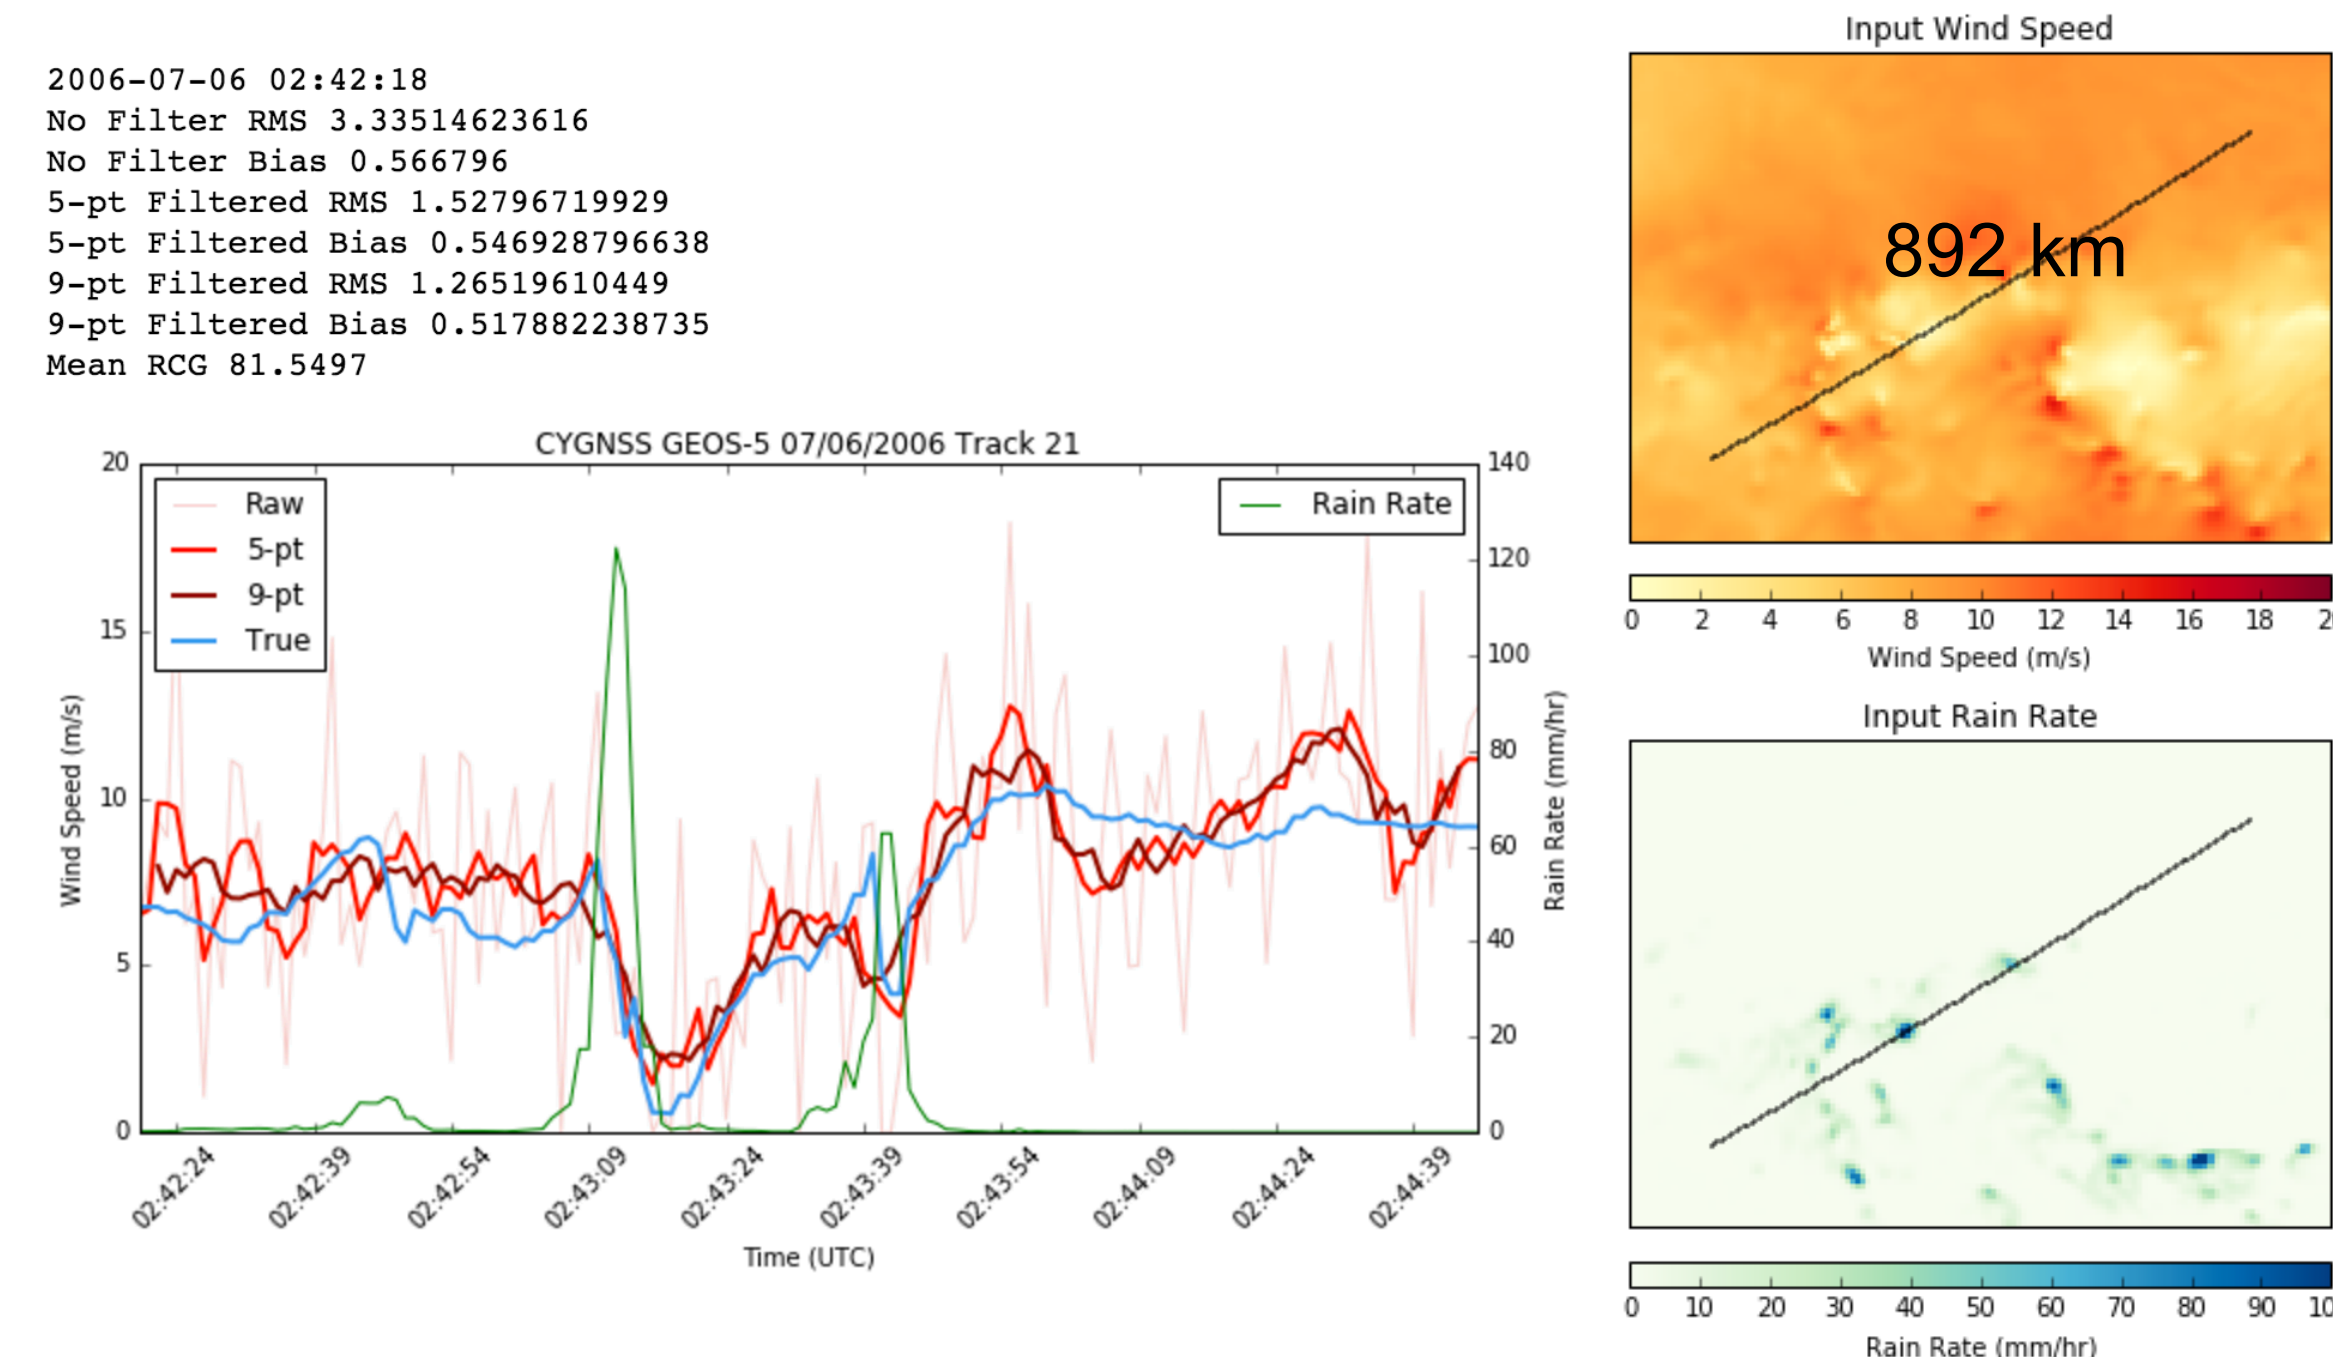 2006-07-06 02:42:18
No Filter RMS 3.33514623616
No Filter Bias 0.566796
5-pt Filtered RMS 1.52796719929
5-pt Filtered Bias 0.546928796638
9-pt Filtered RMS 1.26519610449
9-pt Filtered Bias 0.517882238735
Mean RCG 81.5497
CYGNSS GEOS-5 07/06/2006 Track 21
Raw
5-pt
9-pt
True
Rain Rate
20
15
10
5
0
Wind Speed (m/s)
140
120
100
80
60
40
20
0
Rain Rate (mm/hr)
02:42:24 02:42:39 02:42:54 02:43:09 02:43:24 02:43:39 02:43:54 02:44:09 02:44:24 02:44:39
Time (UTC)
Input Wind Speed
892 km
0 2 4 6 8 10 12 14 16 18
Wind Speed (m/s)
Input Rain Rate
0 10 20 30 40 50 60 70 80 90
Rain Rate (mm/hr)